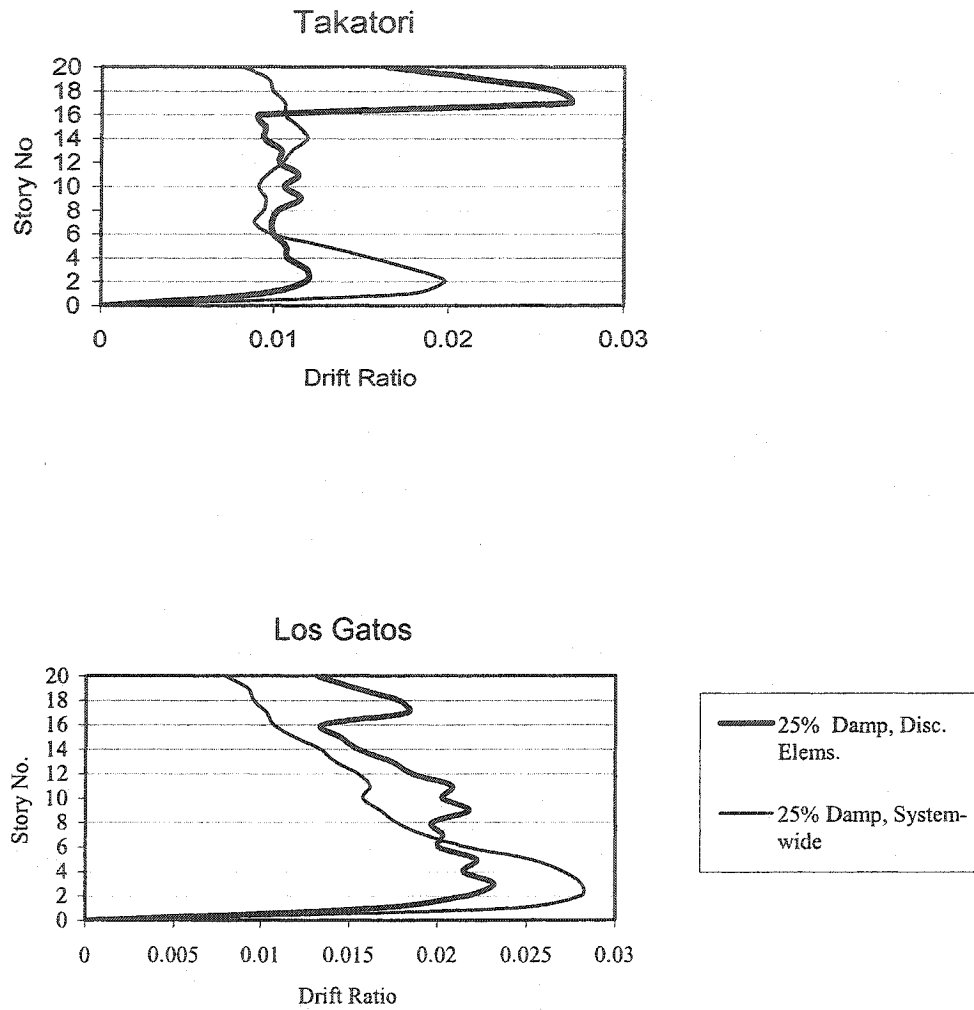 Takatori
20
18
16
14
12
10
8
6
4
2
0
Story No
0 0.01 0.02 0.03
Drift Ratio
Los Gatos
20
18
16
14
12
10
8
6
4
2
0
Story No.
0 0.005 0.01 0.015 0.02 0.025 0.03
Drift Ratio
25% Damp, Disc.
Elems.
25% Damp, System-
wide